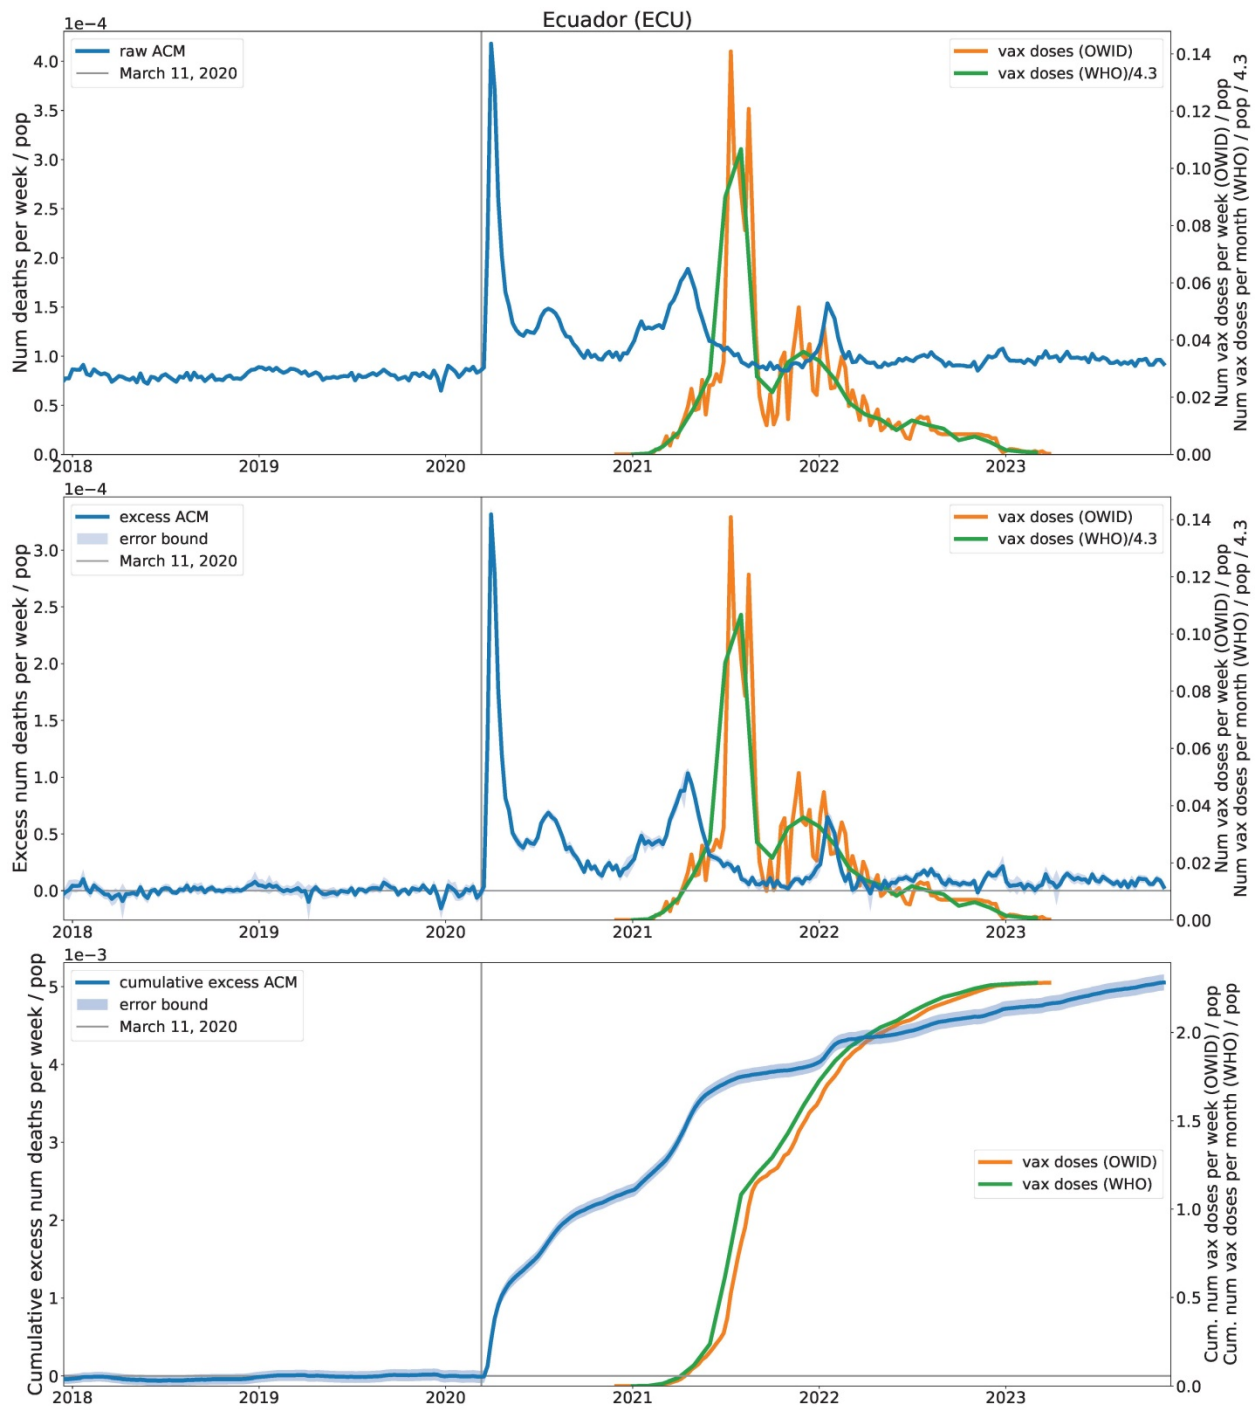 Ecuador (ECU)
1e−4
raw ACM
March 11, 2020
vax doses (OWID)
vax doses (WHO)/4.3
Num deaths per week / pop
4.0
3.5
3.0
2.5
2.0
1.5
1.0
0.5
0.0
0.14
0.12
0.10
0.08
0.06
0.04
0.02
0.00
Num vax doses per week (OWID) / pop
Num vax doses per month (WHO) / pop / 4.3
2018 2019 2020 2021 2022 2023
1e−4
excess ACM
error bound
March 11, 2020
vax doses (OWID)
vax doses (WHO)/4.3
Excess num deaths per week / pop
3.0
2.5
2.0
1.5
1.0
0.5
0.0
0.14
0.12
0.10
0.08
0.06
0.04
0.02
0.00
Num vax doses per week (OWID) / pop
Num vax doses per month (WHO) / pop / 4.3
2018 2019 2020 2021 2022 2023
1e−3
cumulative excess ACM
error bound
March 11, 2020
vax doses (OWID)
vax doses (WHO)
Cumulative excess num deaths per week / pop
5
4
3
2
1
0
2.0
1.5
1.0
0.5
0.0
Cum. num vax doses per week (OWID) / pop
Cum. num vax doses per month (WHO) / pop
2018 2019 2020 2021 2022 2023